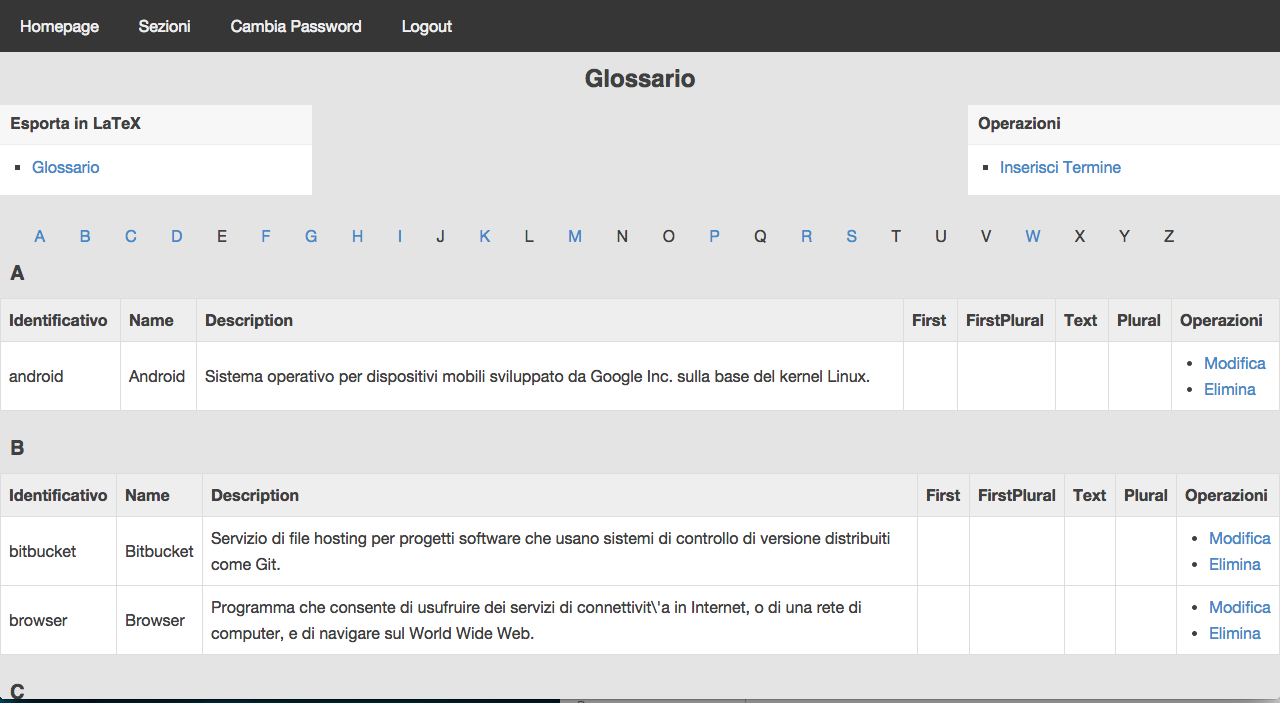 Homepage Sezioni Cambia Password Logout
Glossario
Esporta in LaTeX
Glossario
Operazioni
Inserisci Termine
A B C D E F G H I J K L M N O P Q R S T U V W X Y Z
A
Identificativo Name Description First FirstPlural Text Plural Operazioni
android Android Sistema operativo per dispositivi mobili sviluppato da Google Inc. sulla base del kernel Linux.
Modifica
Elimina
B
Identificativo Name Description First FirstPlural Text Plural Operazioni
bitbucket Bitbucket Servizio di file hosting per progetti software che usano sistemi di controllo di versione distribuiti
come Git.
Modifica
Elimina
browser Browser Programma che consente di usufruire dei servizi di connettivit\'a in Internet, o di una rete di
computer, e di navigare sul World Wide Web.
Modifica
Elimina
C